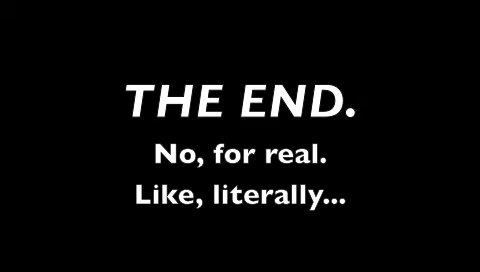 THE END.
No, for real.
Like, literally...